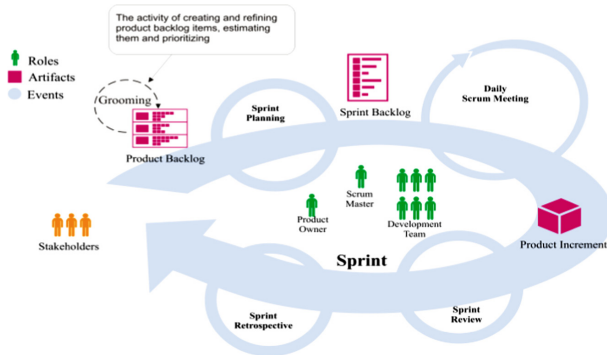 The activity of creating and refining
product backlog items, estimating
them and prioritizing
Roles
Artifacts
Events
Grooming
Product Backlog
Sprint
Planning
Sprint Backlog
Daily
Scrum Meeting
Stakeholders
Product
Owner
Scrum
Master
Development
Team
Product Increment
Sprint
Sprint
Retrospective
Sprint
Review